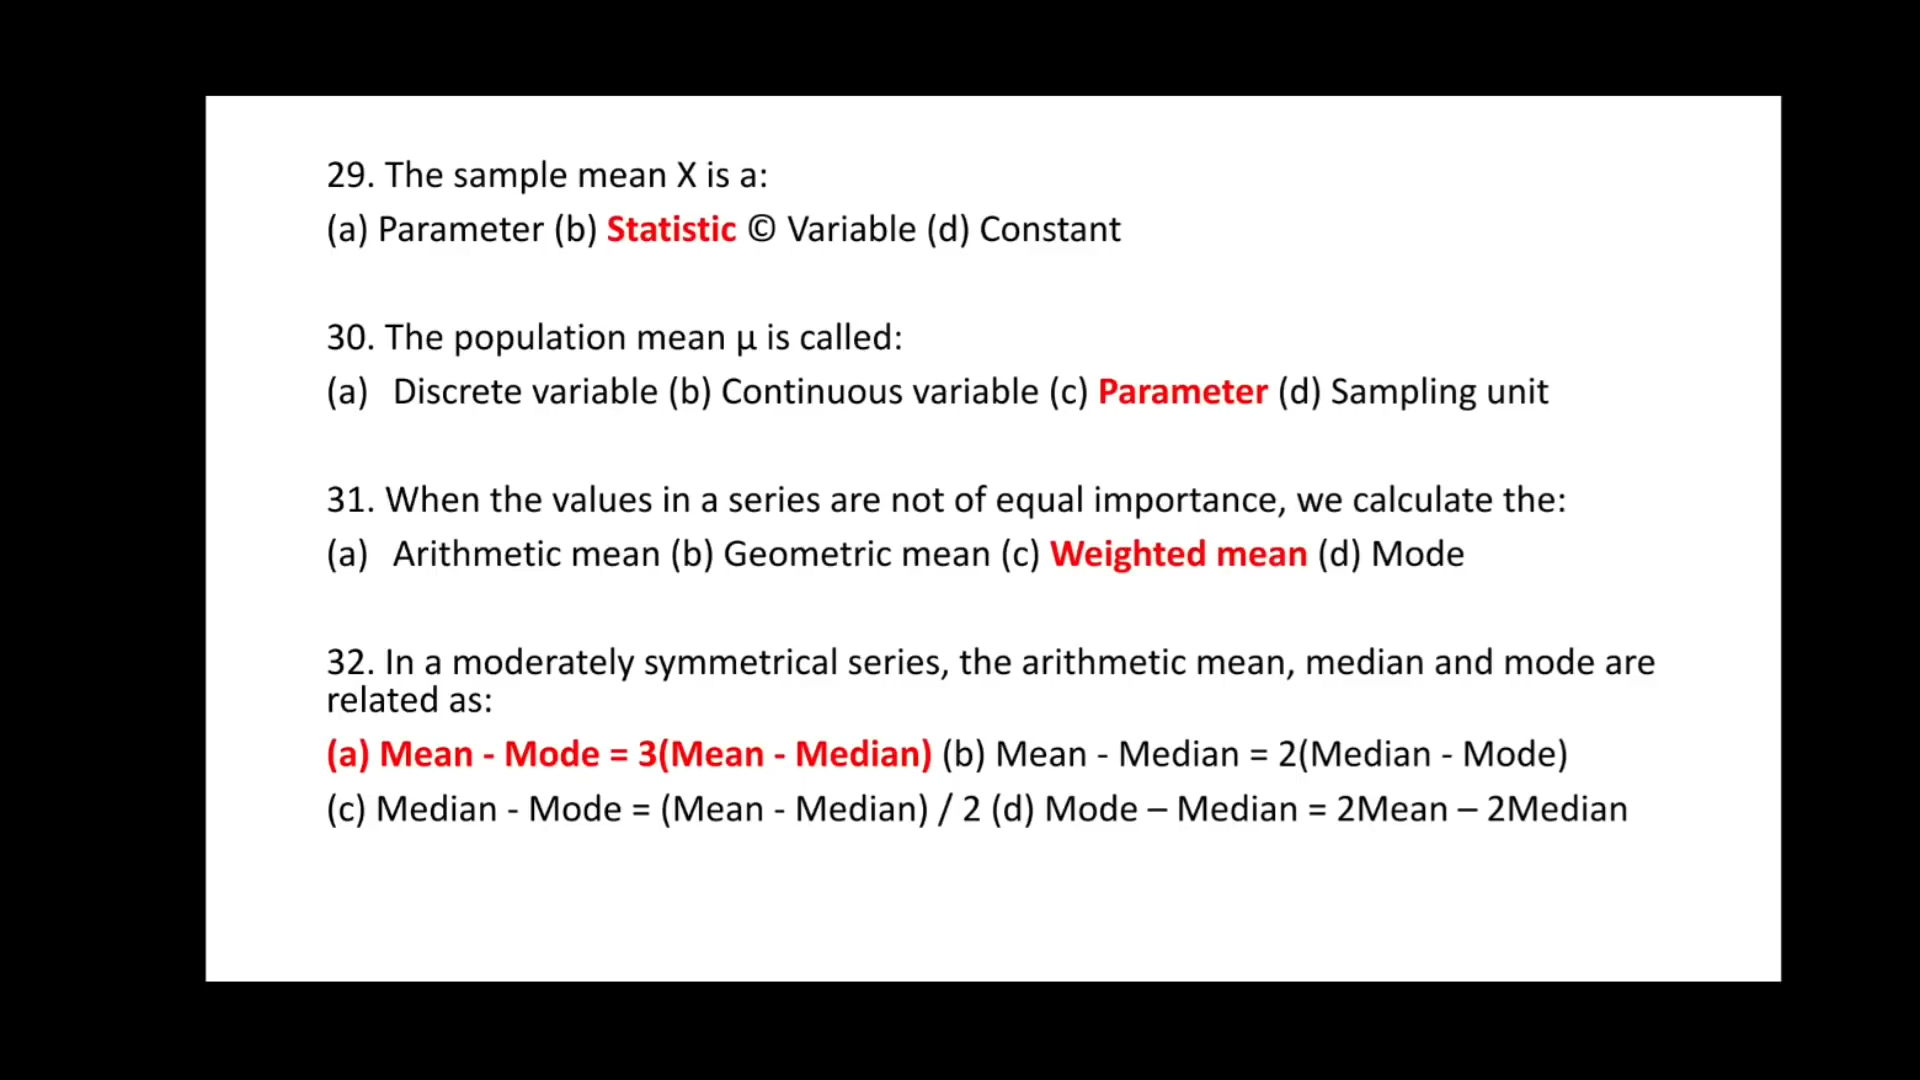 29. The sample mean X is a:
(a) Parameter (b) Statistic © Variable (d) Constant
30. The population mean µ is called:
(a) Discrete variable (b) Continuous variable (c) Parameter (d) Sampling unit
31. When the values in a series are not of equal importance, we calculate the:
(a) Arithmetic mean (b) Geometric mean (c) Weighted mean (d) Mode
32. In a moderately symmetrical series, the arithmetic mean, median and mode are
related as:
(a) Mean - Mode = 3(Mean - Median) (b) Mean - Median = 2(Median - Mode)
(c) Median - Mode = (Mean - Median) / 2 (d) Mode – Median = 2Mean – 2Median